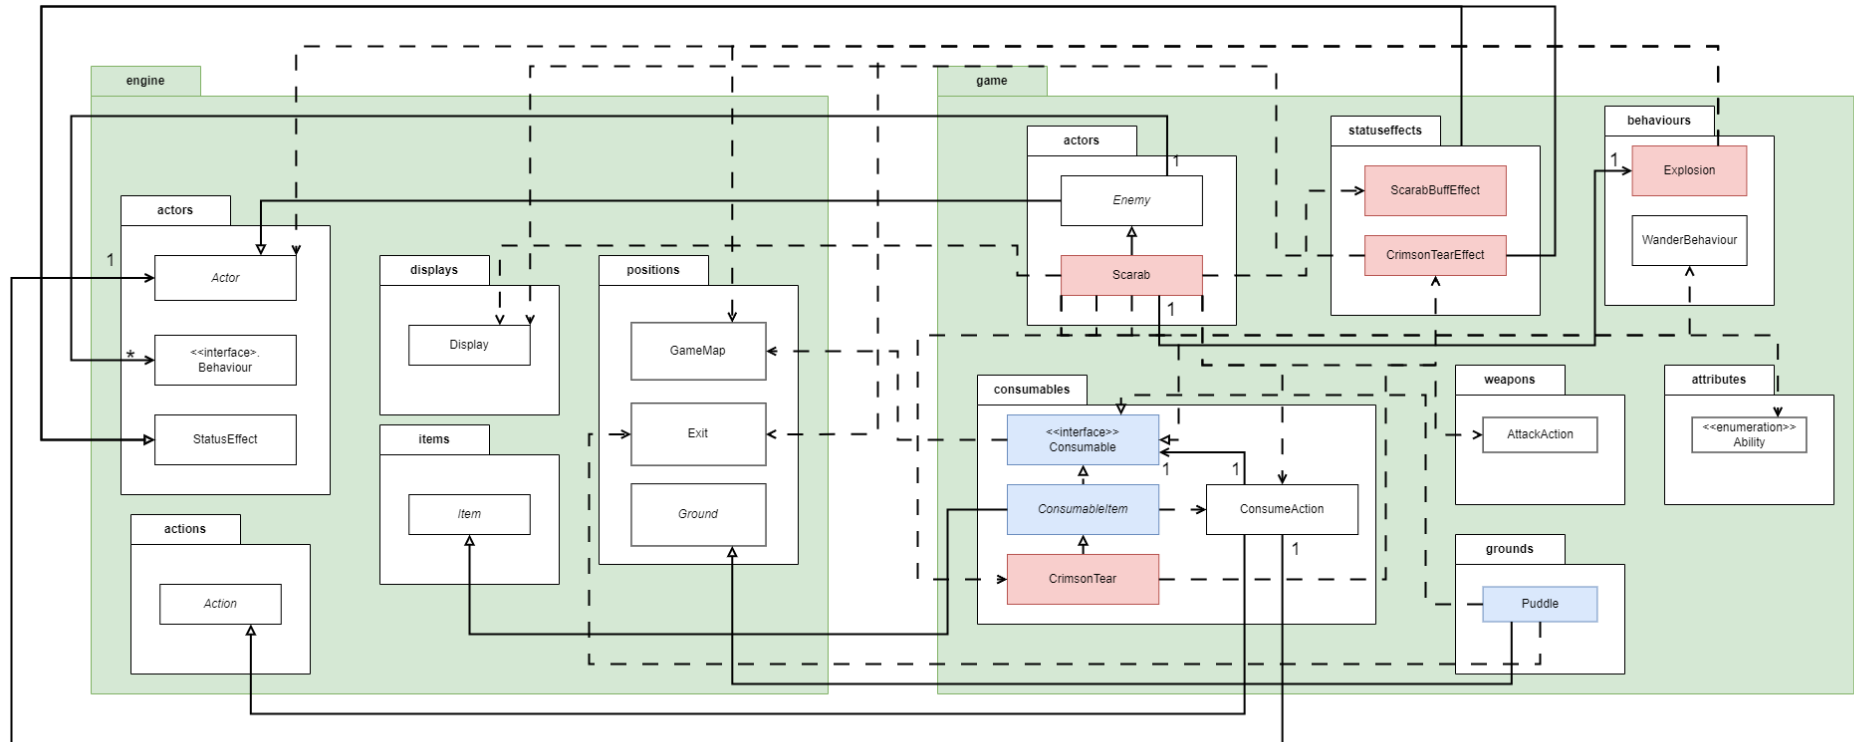 engine
game
behaviours
statuseffects
actors
1
1
Explosion
ScarabBuffEffect
Enemy
actors
WanderBehaviour
CrimsonTearEffect
1
displays
positions
Scarab
Actor
1
Display
GameMap
<<interface>.
Behaviour
*
weapons
attributes
consumables
StatusEffect
items
Exit
<<interface>>
Consumable
AttackAction
<<enumeration>>
Ability
1
1
Item
Ground
ConsumableItem
ConsumeAction
actions
1
grounds
CrimsonTear
Action
Puddle